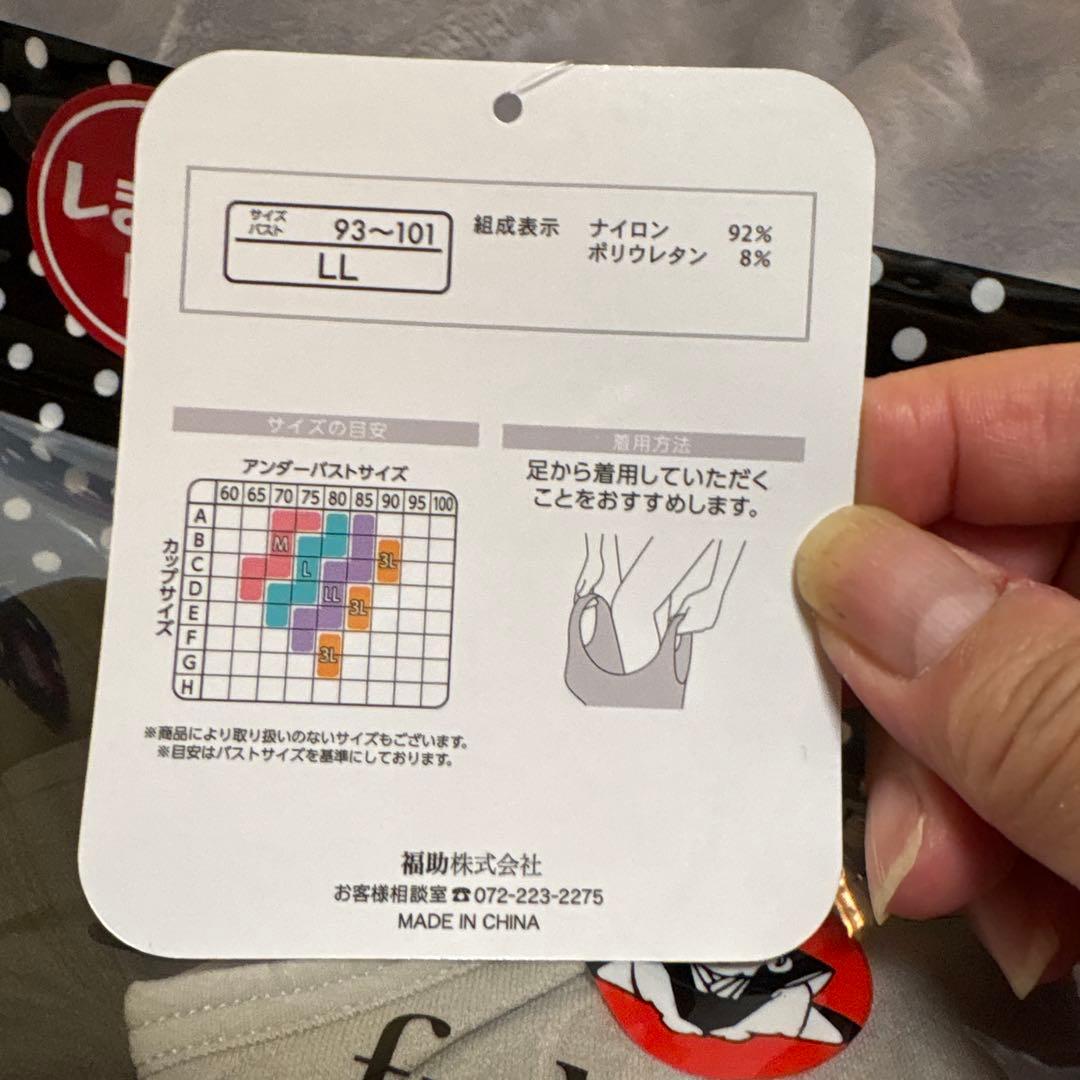 しま
サイズ
バスト 93～101
LL
組成表示 ナイロン 92%
ポリウレタン 8%
サイズの目安
アンダーバストサイズ
60 65 70 75 80 85 90 95 100
カップサイズ
A
B
C
D
E
F
G
H
M
L
LL
3L
3L
3L
※商品により取り扱いのないサイズもございます。
※目安はバストサイズを基準にしております。
着用方法
足から着用していただく
ことをおすすめします。
福助株式会社
お客様相談室☎072-223-2275
MADE IN CHINA